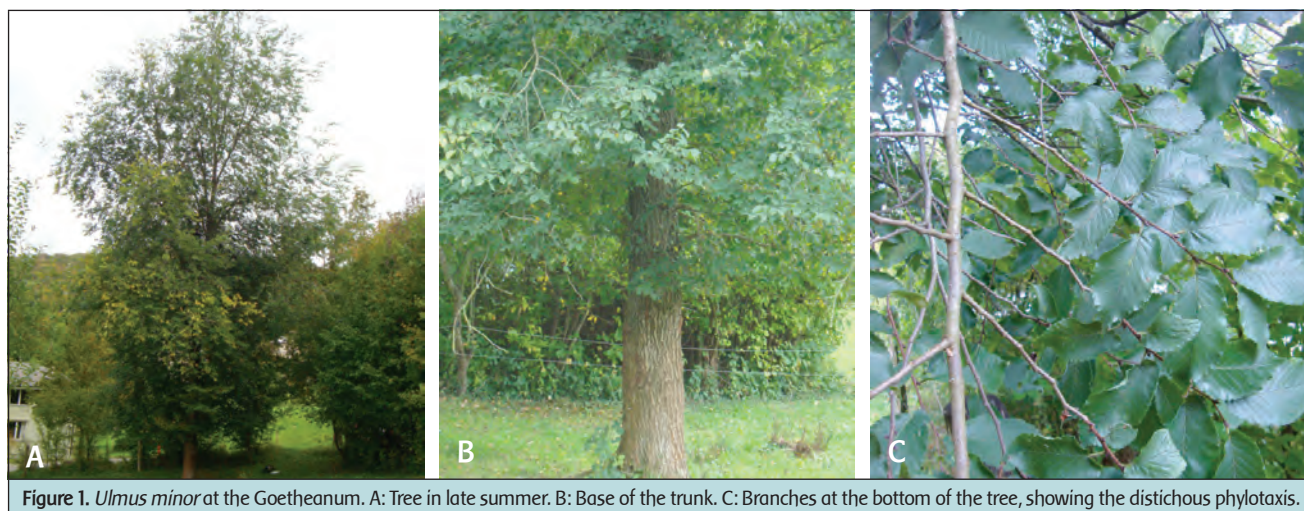 A
B
C
Figure 1. Ulmus minor at the Goetheanum. A: Tree in late summer. B: Base of the trunk. C: Branches at the bottom of the tree, showing the distichous phylotaxis.